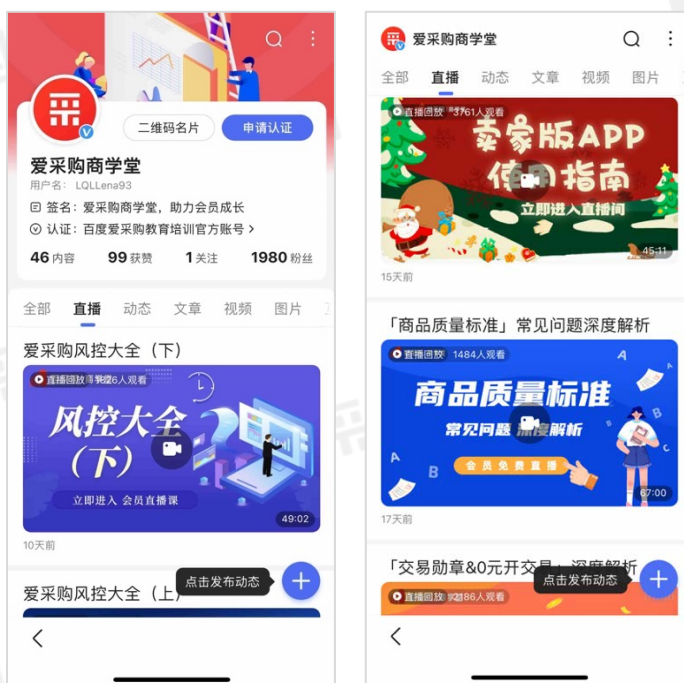 采
二维码名片
申请认证
爱采购商学堂
用户名： LQLLena93
签名：爱采购商学堂，助力会员成长
认证：百度爱采购教育培训官方账号
46 内容
99 获赞
1 关注
1980 粉丝
全部 直播 动态 文章 视频 图片
爱采购风控大全（下）
直播回放
6人观看
风控大全
（下）
立即进入 会员直播课
49:02
10天前
点击发布动态
爱采购风控大全（上）
采 爱采购商学堂
全部 直播 动态 文章 视频 图片
直播回放 3761人观看
卖家版APP
使用指南
立即进入直播间
45:11
15天前
「商品质量标准」常见问题深度解析
直播回放 1484人观看
商品质量标准
常见问题 深度解析
会员免费直播
67:00
17天前
「交易勋章&0元开交易」深度解析
点击发布动态
直播回放 2186人观看